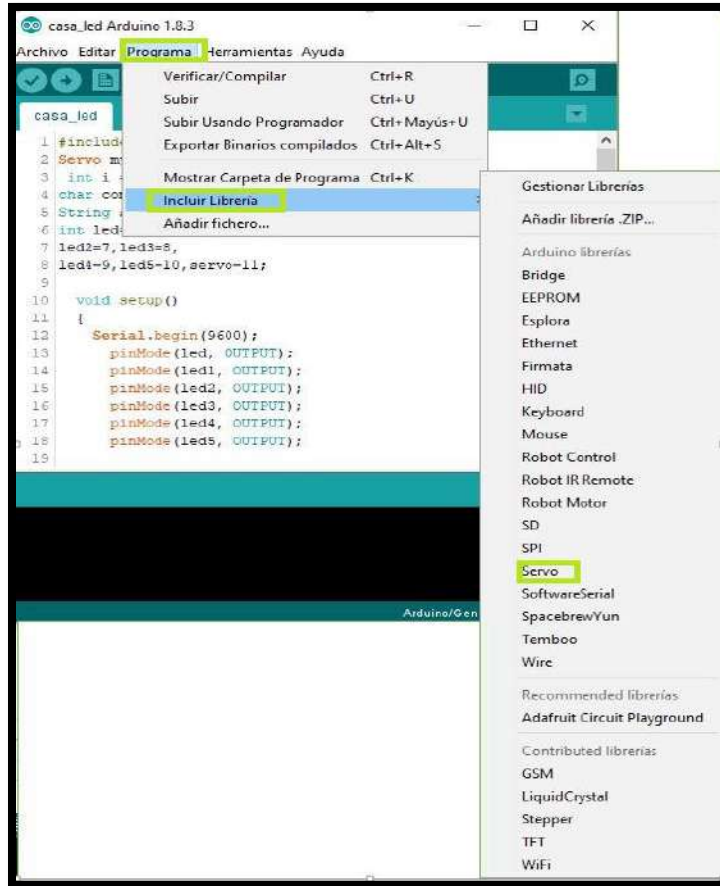 casa_led Arduino 1.8.3
Archivo Editar Programa Herramientas Ayuda
Verificar/Compilar Ctrl+R
Subir Ctrl+U
Subir Usando Programador Ctrl+Mayús+U
Exportar Binarios compilados Ctrl+Alt+S
Mostrar Carpeta de Programa Ctrl+K
Incluir Librería
Añadir fichero...
casa_led
1 #includ
2 Servo m
3 int i
4 char co
5 String
6 int led
7 led2=7,led3=8,
8 led4=9,led5=10,servo=11;
9
10 void setup()
11 {
12 Serial.begin(9600);
13 pinMode(led, OUTPUT);
14 pinMode(led1, OUTPUT);
15 pinMode(led2, OUTPUT);
16 pinMode(led3, OUTPUT);
17 pinMode(led4, OUTPUT);
18 pinMode(led5, OUTPUT);
19
Arduino/Gen
Gestionar Librerías
Añadir librería .ZIP...
Arduino librerías
Bridge
EEPROM
Esplora
Ethernet
Firmata
HID
Keyboard
Mouse
Robot Control
Robot IR Remote
Robot Motor
SD
SPI
Servo
SoftwareSerial
SpacebrewYun
Temboo
Wire
Recommended librerías
Adafruit Circuit Playground
Contributed librerías
GSM
LiquidCrystal
Stepper
TFT
WiFi